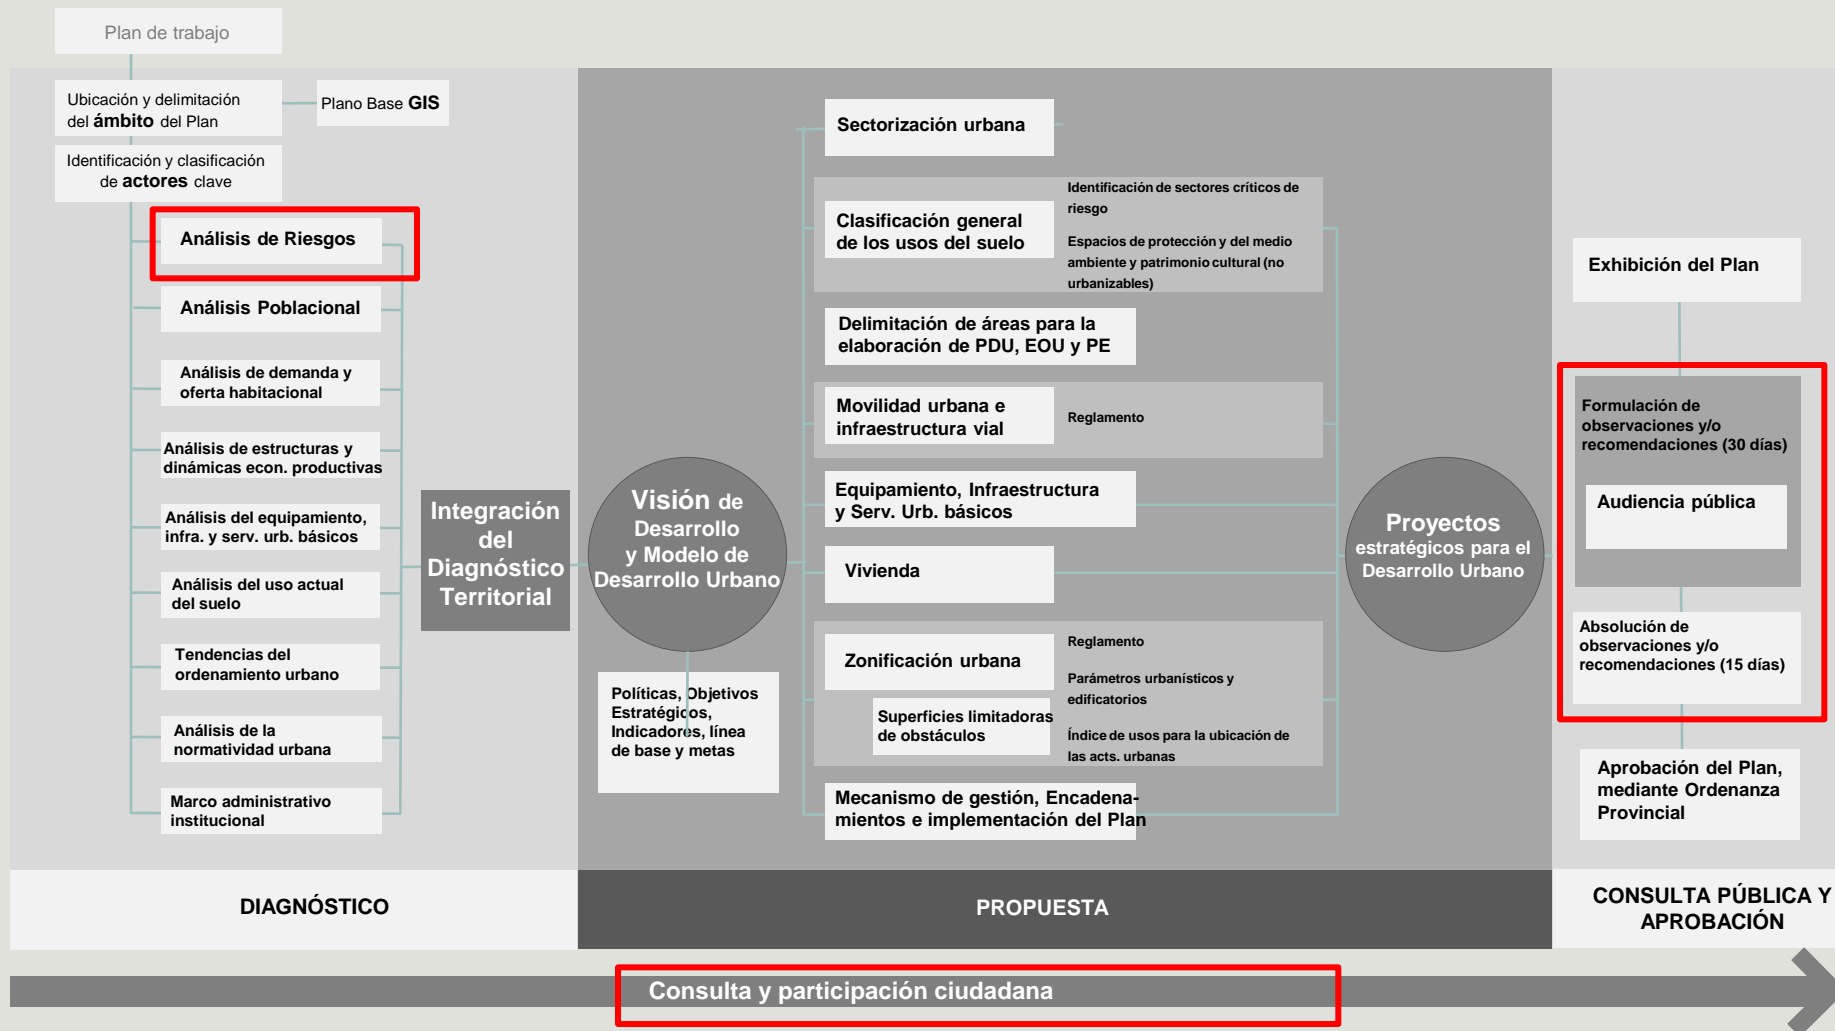 Plan de trabajo
Ubicación y delimitación
del ámbito del Plan
Plano Base GIS
Identificación y clasificación
de actores clave
Análisis de Riesgos
Análisis Poblacional
Análisis de demanda y
oferta habitacional
Análisis de estructuras y
dinámicas econ. productivas
Análisis del equipamiento,
infra. y serv. urb. básicos
Análisis del uso actual
del suelo
Tendencias del
ordenamiento urbano
Análisis de la
normatividad urbana
Marco administrativo
institucional
Integración
del
Diagnóstico
Territorial
Visión de
Desarrollo
y Modelo de
Desarrollo Urbano
Políticas, Objetivos
Estratégicos,
Indicadores, línea
de base y metas
Sectorización urbana
Clasificación general
de los usos del suelo
Identificación de sectores críticos de
riesgo
Espacios de protección y del medio
ambiente y patrimonio cultural (no
urbanizables)
Delimitación de áreas para la
elaboración de PDU, EOU y PE
Movilidad urbana e
infraestructura vial
Reglamento
Equipamiento, Infraestructura
y Serv. Urb. básicos
Vivienda
Zonificación urbana
Superficies limitadoras
de obstáculos
Reglamento
Parámetros urbanísticos y
edificatorios
Índice de usos para la ubicación de
las acts. urbanas
Mecanismo de gestión, Encadena-
mientos e implementación del Plan
Proyectos
estratégicos para el
Desarrollo Urbano
Exhibición del Plan
Formulación de
observaciones y/o
recomendaciones (30 días)
Audiencia pública
Absolución de
observaciones y/o
recomendaciones (15 días)
Aprobación del Plan,
mediante Ordenanza
Provincial
DIAGNÓSTICO
PROPUESTA
CONSULTA PÚBLICA Y
APROBACIÓN
Consulta y participación ciudadana